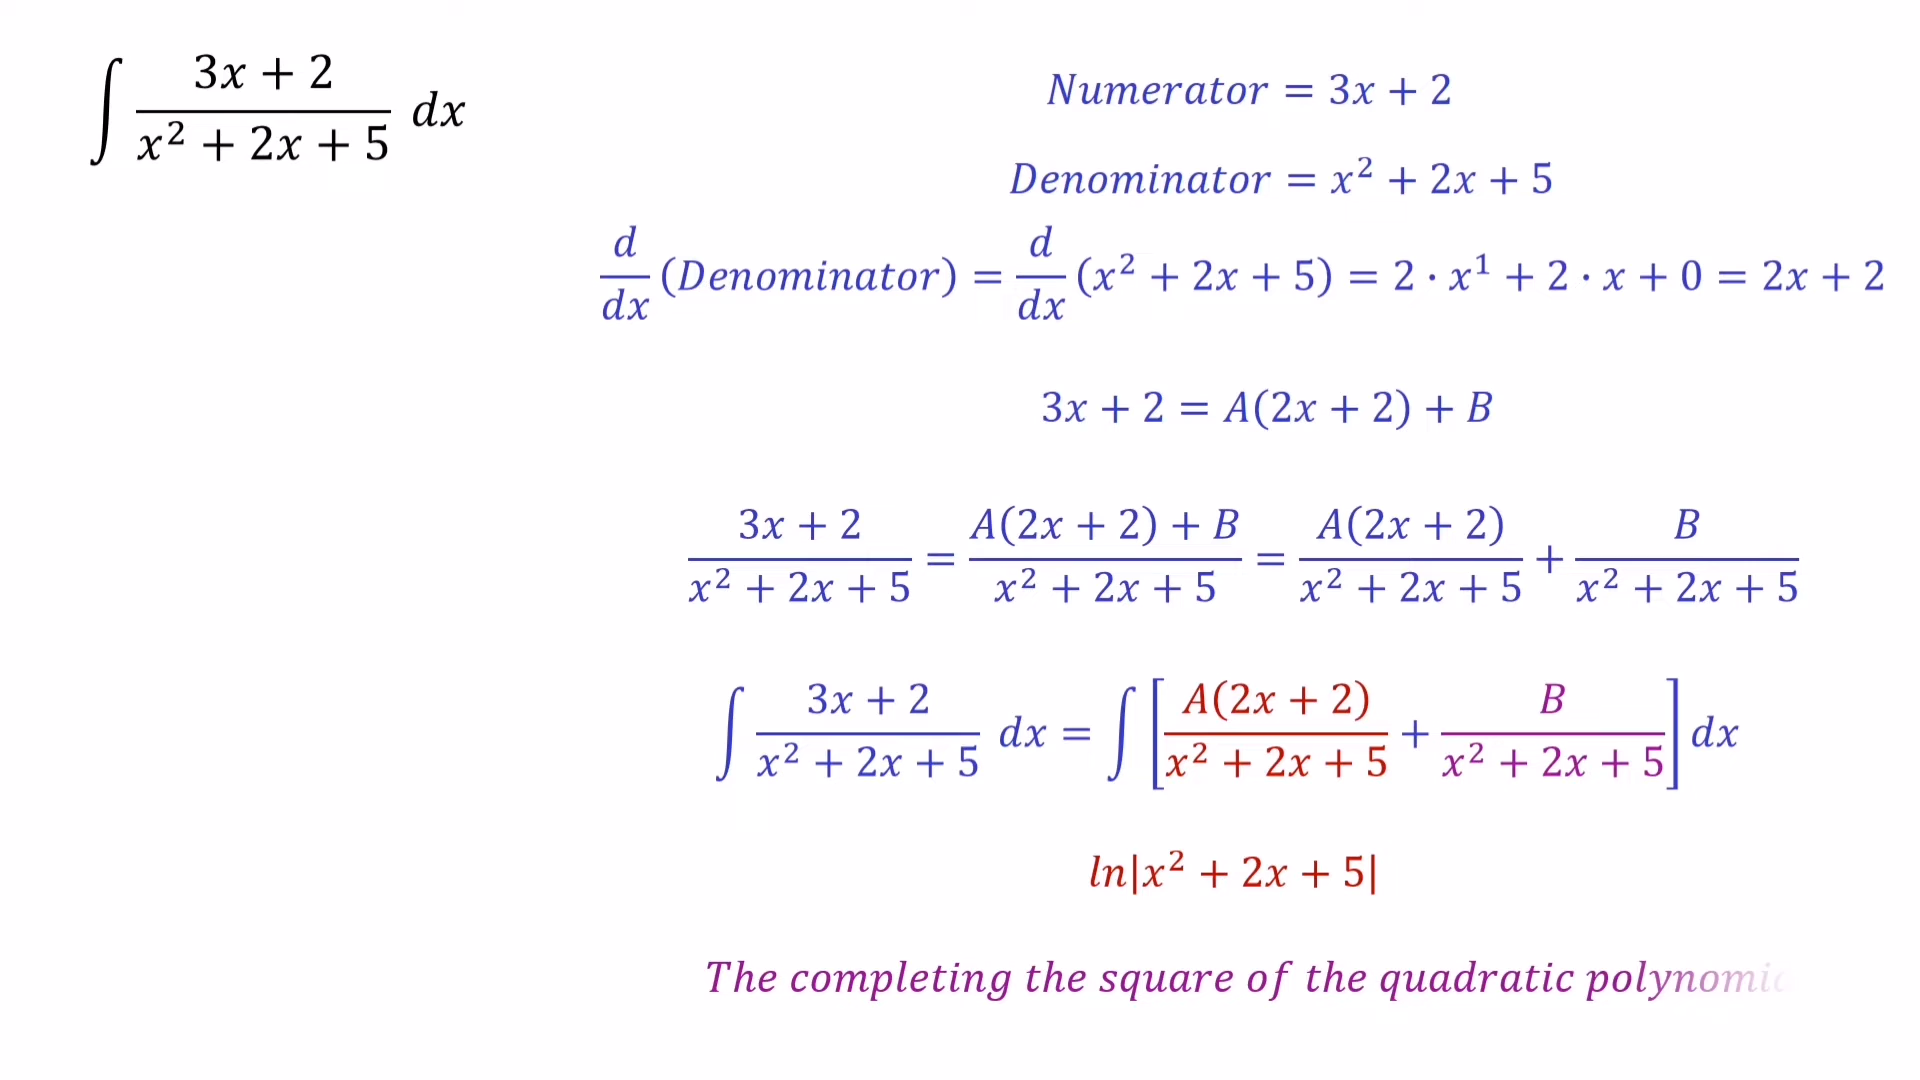 ∫ (3x + 2)/(x² + 2x + 5) dx
Numerator = 3x + 2
Denominator = x² + 2x + 5
d/dx (Denominator) = d/dx (x² + 2x + 5) = 2 · x¹ + 2 · x + 0 = 2x + 2
3x + 2 = A(2x + 2) + B
(3x + 2)/(x² + 2x + 5) = (A(2x + 2) + B)/(x² + 2x + 5) = A(2x + 2)/(x² + 2x + 5) + B/(x² + 2x + 5)
∫ (3x + 2)/(x² + 2x + 5) dx = ∫ [A(2x + 2)/(x² + 2x + 5) + B/(x² + 2x + 5)] dx
ln|x² + 2x + 5|
The completing the square of the quadratic